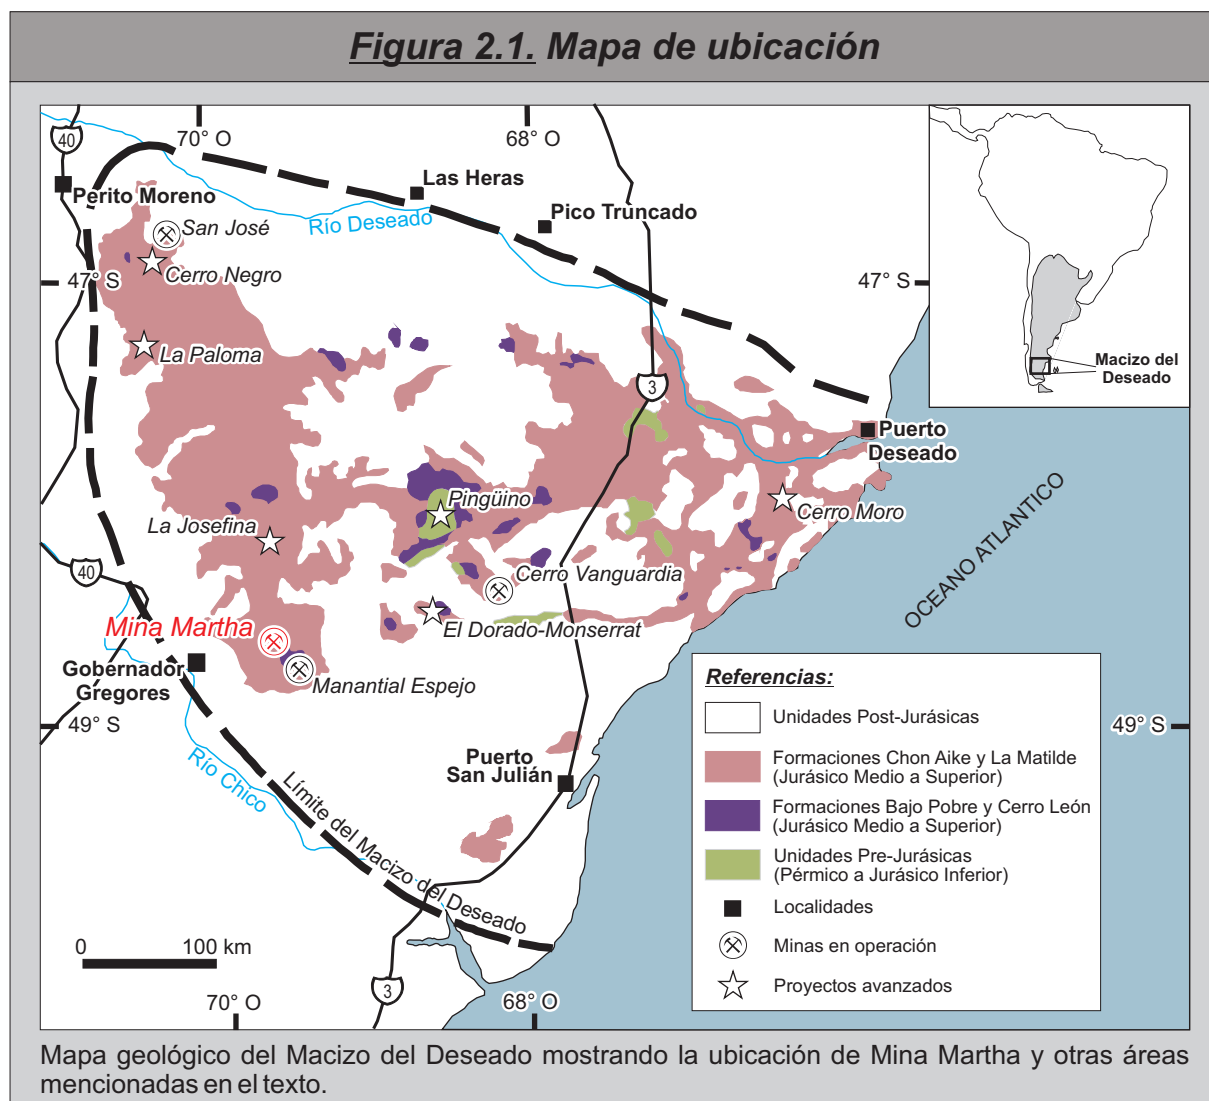 Figura 2.1. Mapa de ubicación
70° O
68° O
40
Perito Moreno
Las Heras
Pico Truncado
San José
Río Deseado
Cerro Negro
47° S
47° S
La Paloma
3
Macizo del
Deseado
Puerto
Deseado
Pingüino
Cerro Moro
La Josefina
OCEANO ATLANTICO
40
Cerro Vanguardia
Mina Martha
El Dorado-Monserrat
Gobernador
Gregores
Manantial Espejo
49° S
49° S
Río Chico
Puerto
San Julián
Límite del Macizo del Deseado
Referencias:
Unidades Post-Jurásicas
Formaciones Chon Aike y La Matilde
(Jurásico Medio a Superior)
Formaciones Bajo Pobre y Cerro León
(Jurásico Medio a Superior)
Unidades Pre-Jurásicas
(Pérmico a Jurásico Inferior)
Localidades
Minas en operación
Proyectos avanzados
0 100 km
3
70° O
68° O
Mapa geológico del Macizo del Deseado mostrando la ubicación de Mina Martha y otras áreas
mencionadas en el texto.